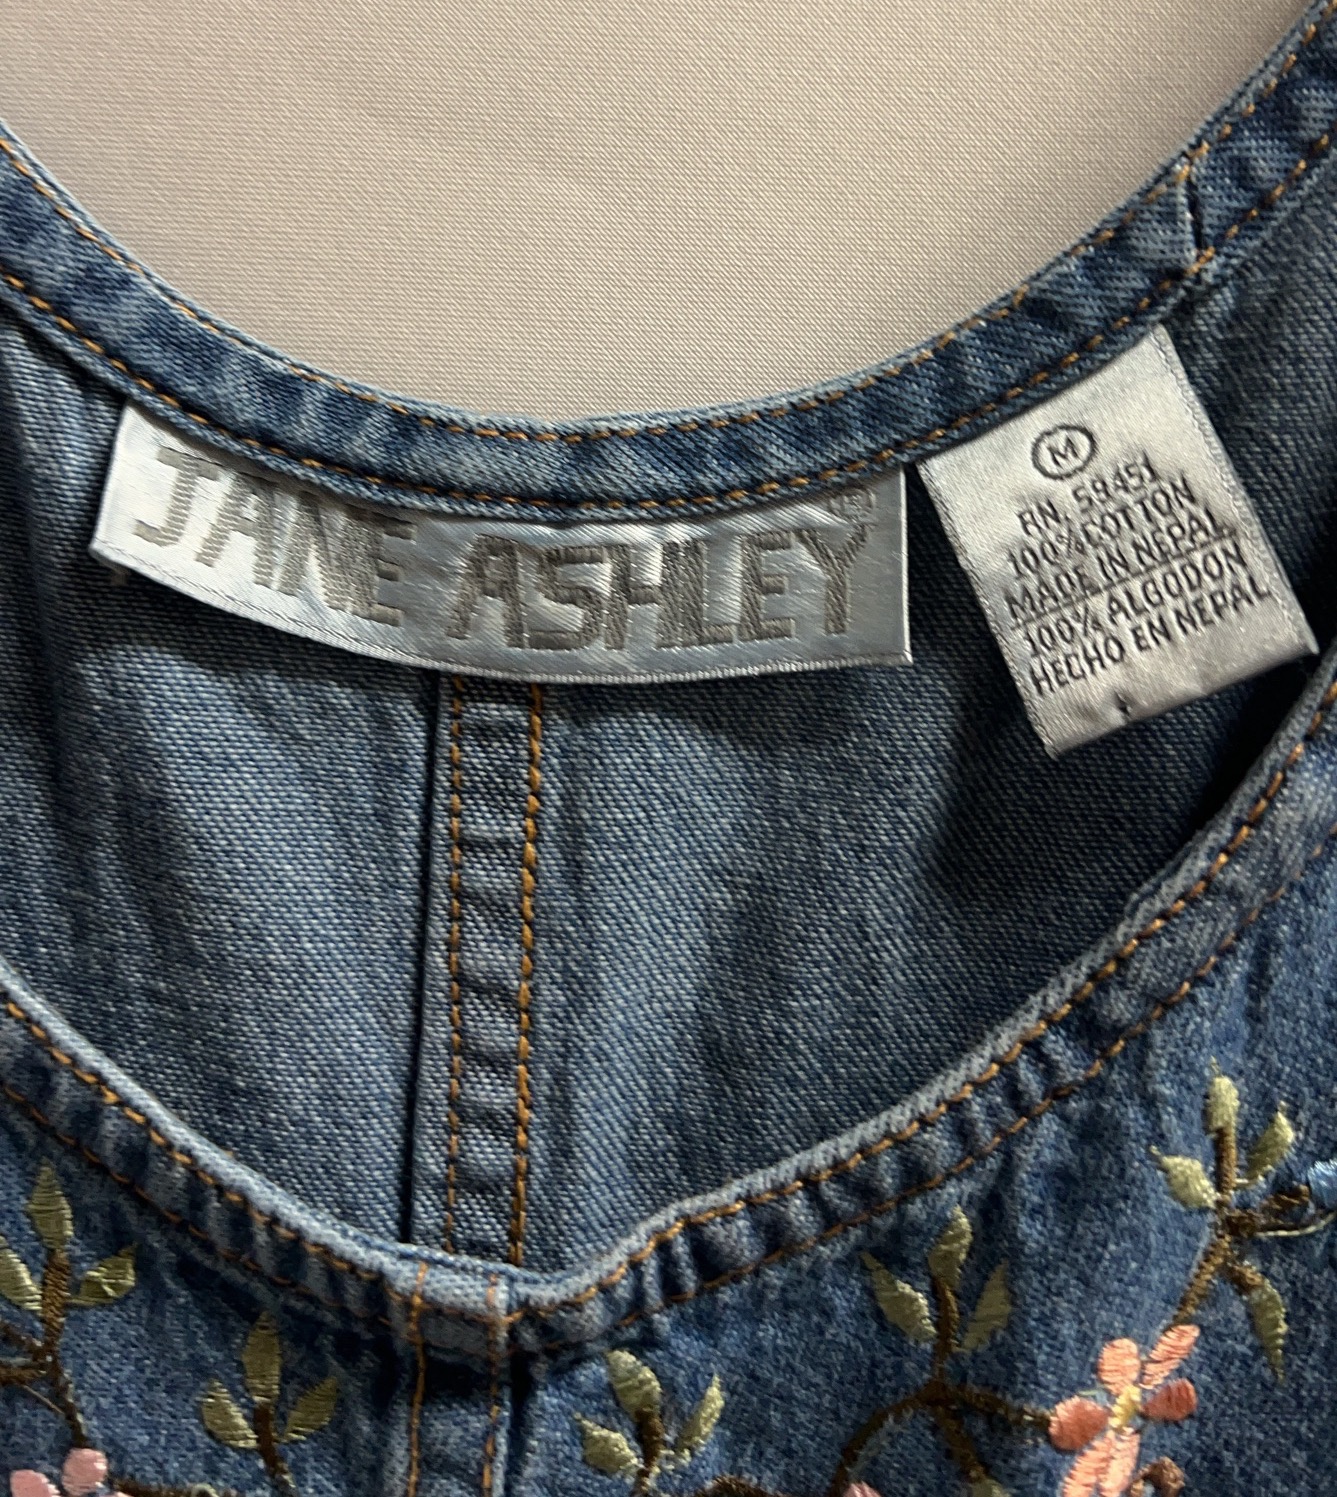 JANE ASHLEY
M
RN. 59451
100% COTTON
MADE IN NEPAL
100% ALGODON
HECHO EN NEPAL